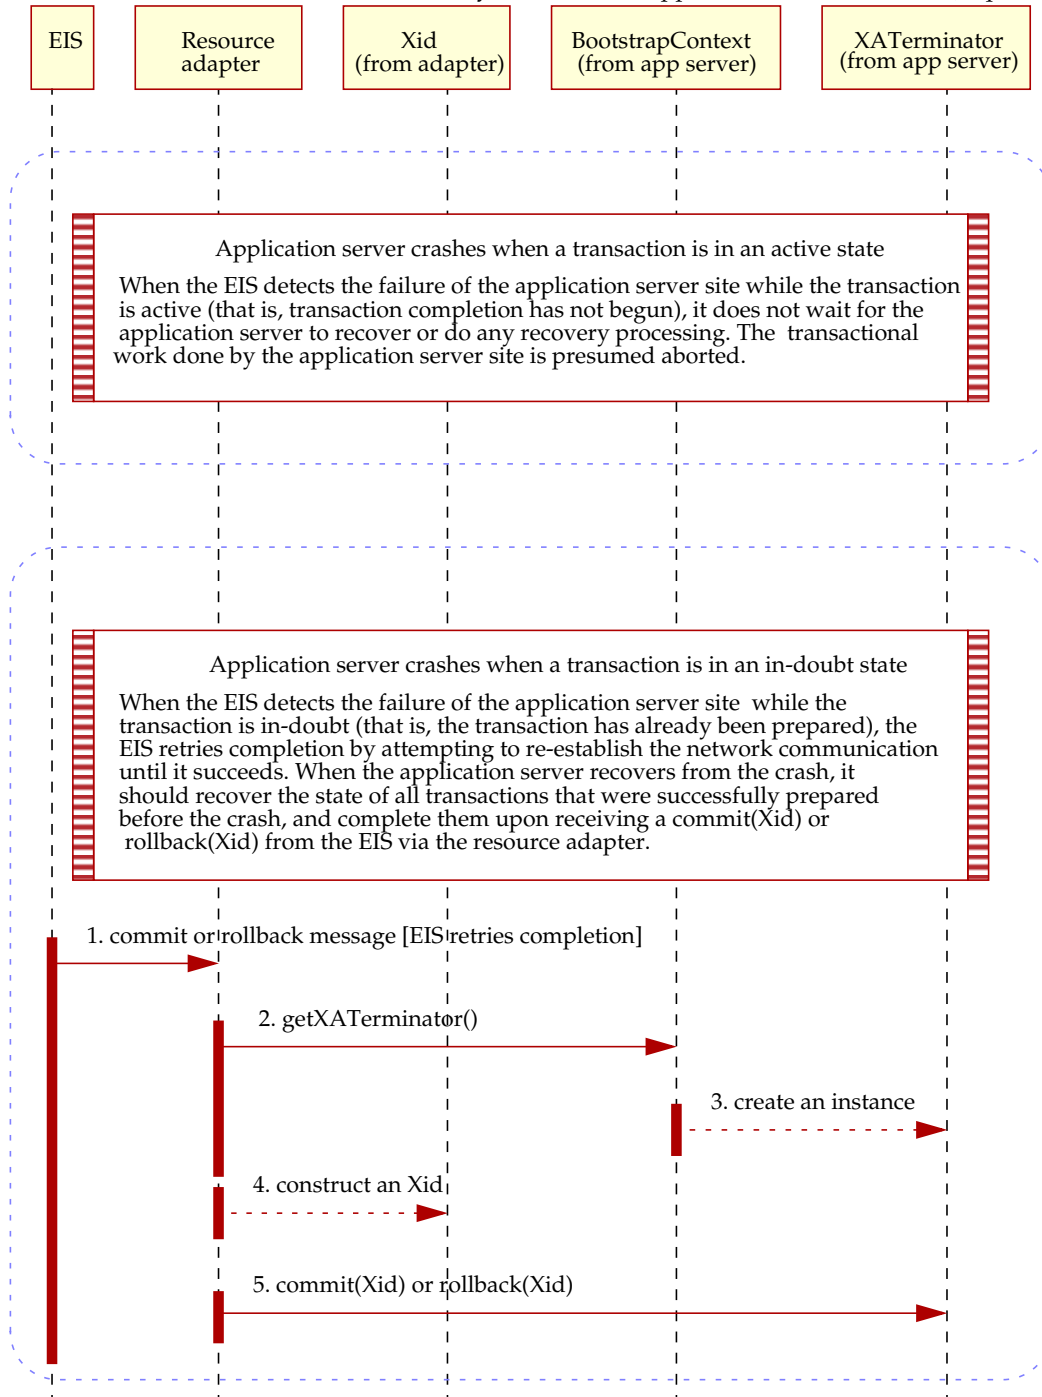 EIS
Resource
adapter
Xid
(from adapter)
BootstrapContext
(from app server)
XATerminator
(from app server)
Application server crashes when a transaction is in an active state
When the EIS detects the failure of the application server site while the transaction
is active (that is, transaction completion has not begun), it does not wait for the
application server to recover or do any recovery processing. The transactional
work done by the application server site is presumed aborted.
Application server crashes when a transaction is in an in-doubt state
When the EIS detects the failure of the application server site while the
transaction is in-doubt (that is, the transaction has already been prepared), the
EIS retries completion by attempting to re-establish the network communication
until it succeeds. When the application server recovers from the crash, it
should recover the state of all transactions that were successfully prepared
before the crash, and complete them upon receiving a commit(Xid) or
rollback(Xid) from the EIS via the resource adapter.
1. commit or rollback message [EIS retries completion]
2. getXATerminator()
3. create an instance
4. construct an Xid
5. commit(Xid) or rollback(Xid)